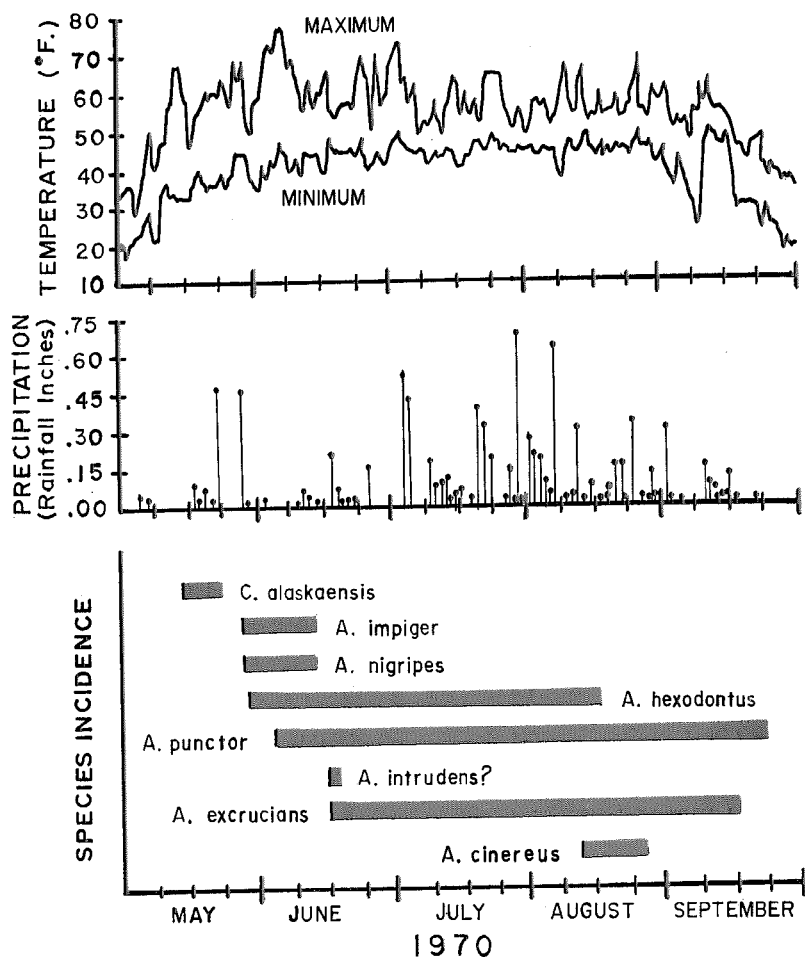 TEMPERATURE (°F.)
80
70
60
50
40
30
20
10
MAXIMUM
MINIMUM
PRECIPITATION
(Rainfall Inches)
.75
.60
.45
.30
.15
.00
SPECIES INCIDENCE
C. alaskaensis
A. impiger
A. nigripes
A. hexodontus
A. punctor
A. intrudens?
A. excrucians
A. cinereus
MAY JUNE JULY AUGUST SEPTEMBER
1970